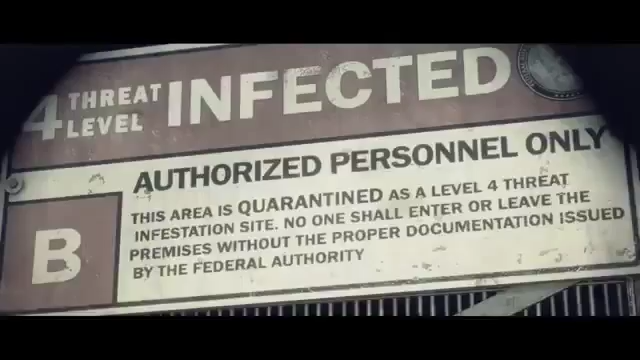 4 THREAT LEVEL INFECTED
AUTHORIZED PERSONNEL ONLY
THIS AREA IS QUARANTINED AS A LEVEL 4 THREAT
INFESTATION SITE. NO ONE SHALL ENTER OR LEAVE THE
PREMISES WITHOUT THE PROPER DOCUMENTATION ISSUED
BY THE FEDERAL AUTHORITY
B